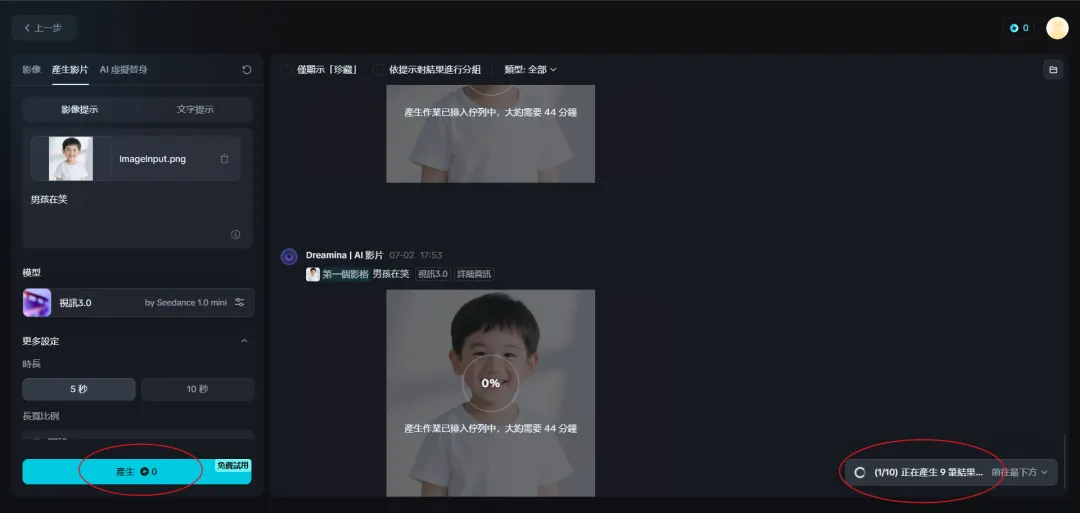 上一步
0
影像 產生影片 AI 虛擬替身
影像提示 文字提示
ImageInput.png
男孩在笑
模型
視訊3.0 by Seedance 1.0 mini
更多設定
時長
5 秒 10 秒
長寬比例
產生 0 免費試用
僅顯示「珍藏」 依提示對結果進行分組 類型: 全部
產生作業已排入佇列中，大約需要 44 分鐘
Dreamina | AI 影片 07-02 17:53
第一個影格 男孩在笑 視訊3.0 詳細資訊
0%
產生作業已排入佇列中，大約需要 44 分鐘
(1/10) 正在產生 9 筆結果... 前往最下方